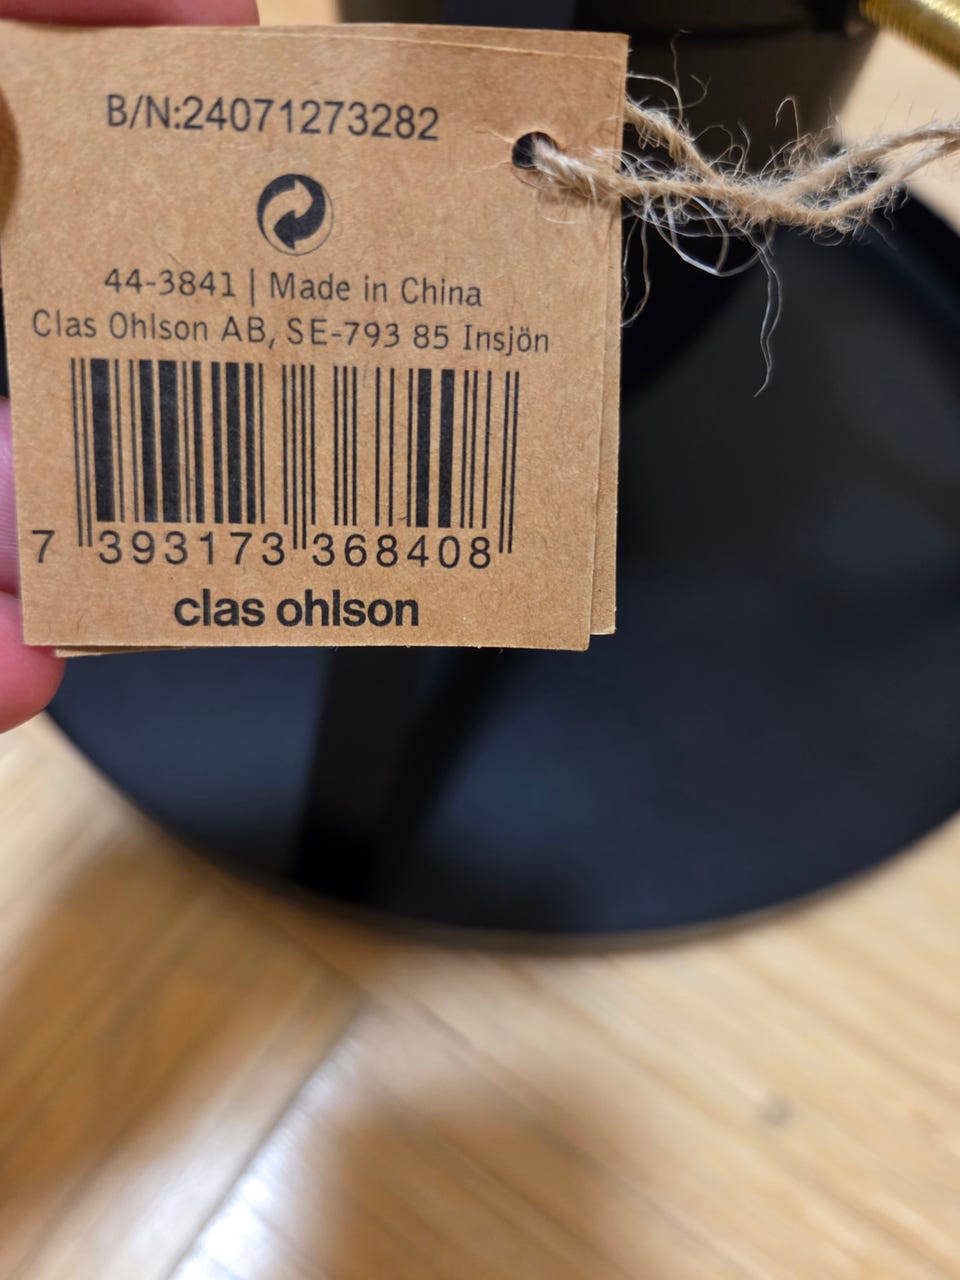 B/N:24071273282
44-3841 | Made in China
Clas Ohlson AB, SE-793 85 Insjön
7 393173 368408
clas ohlson